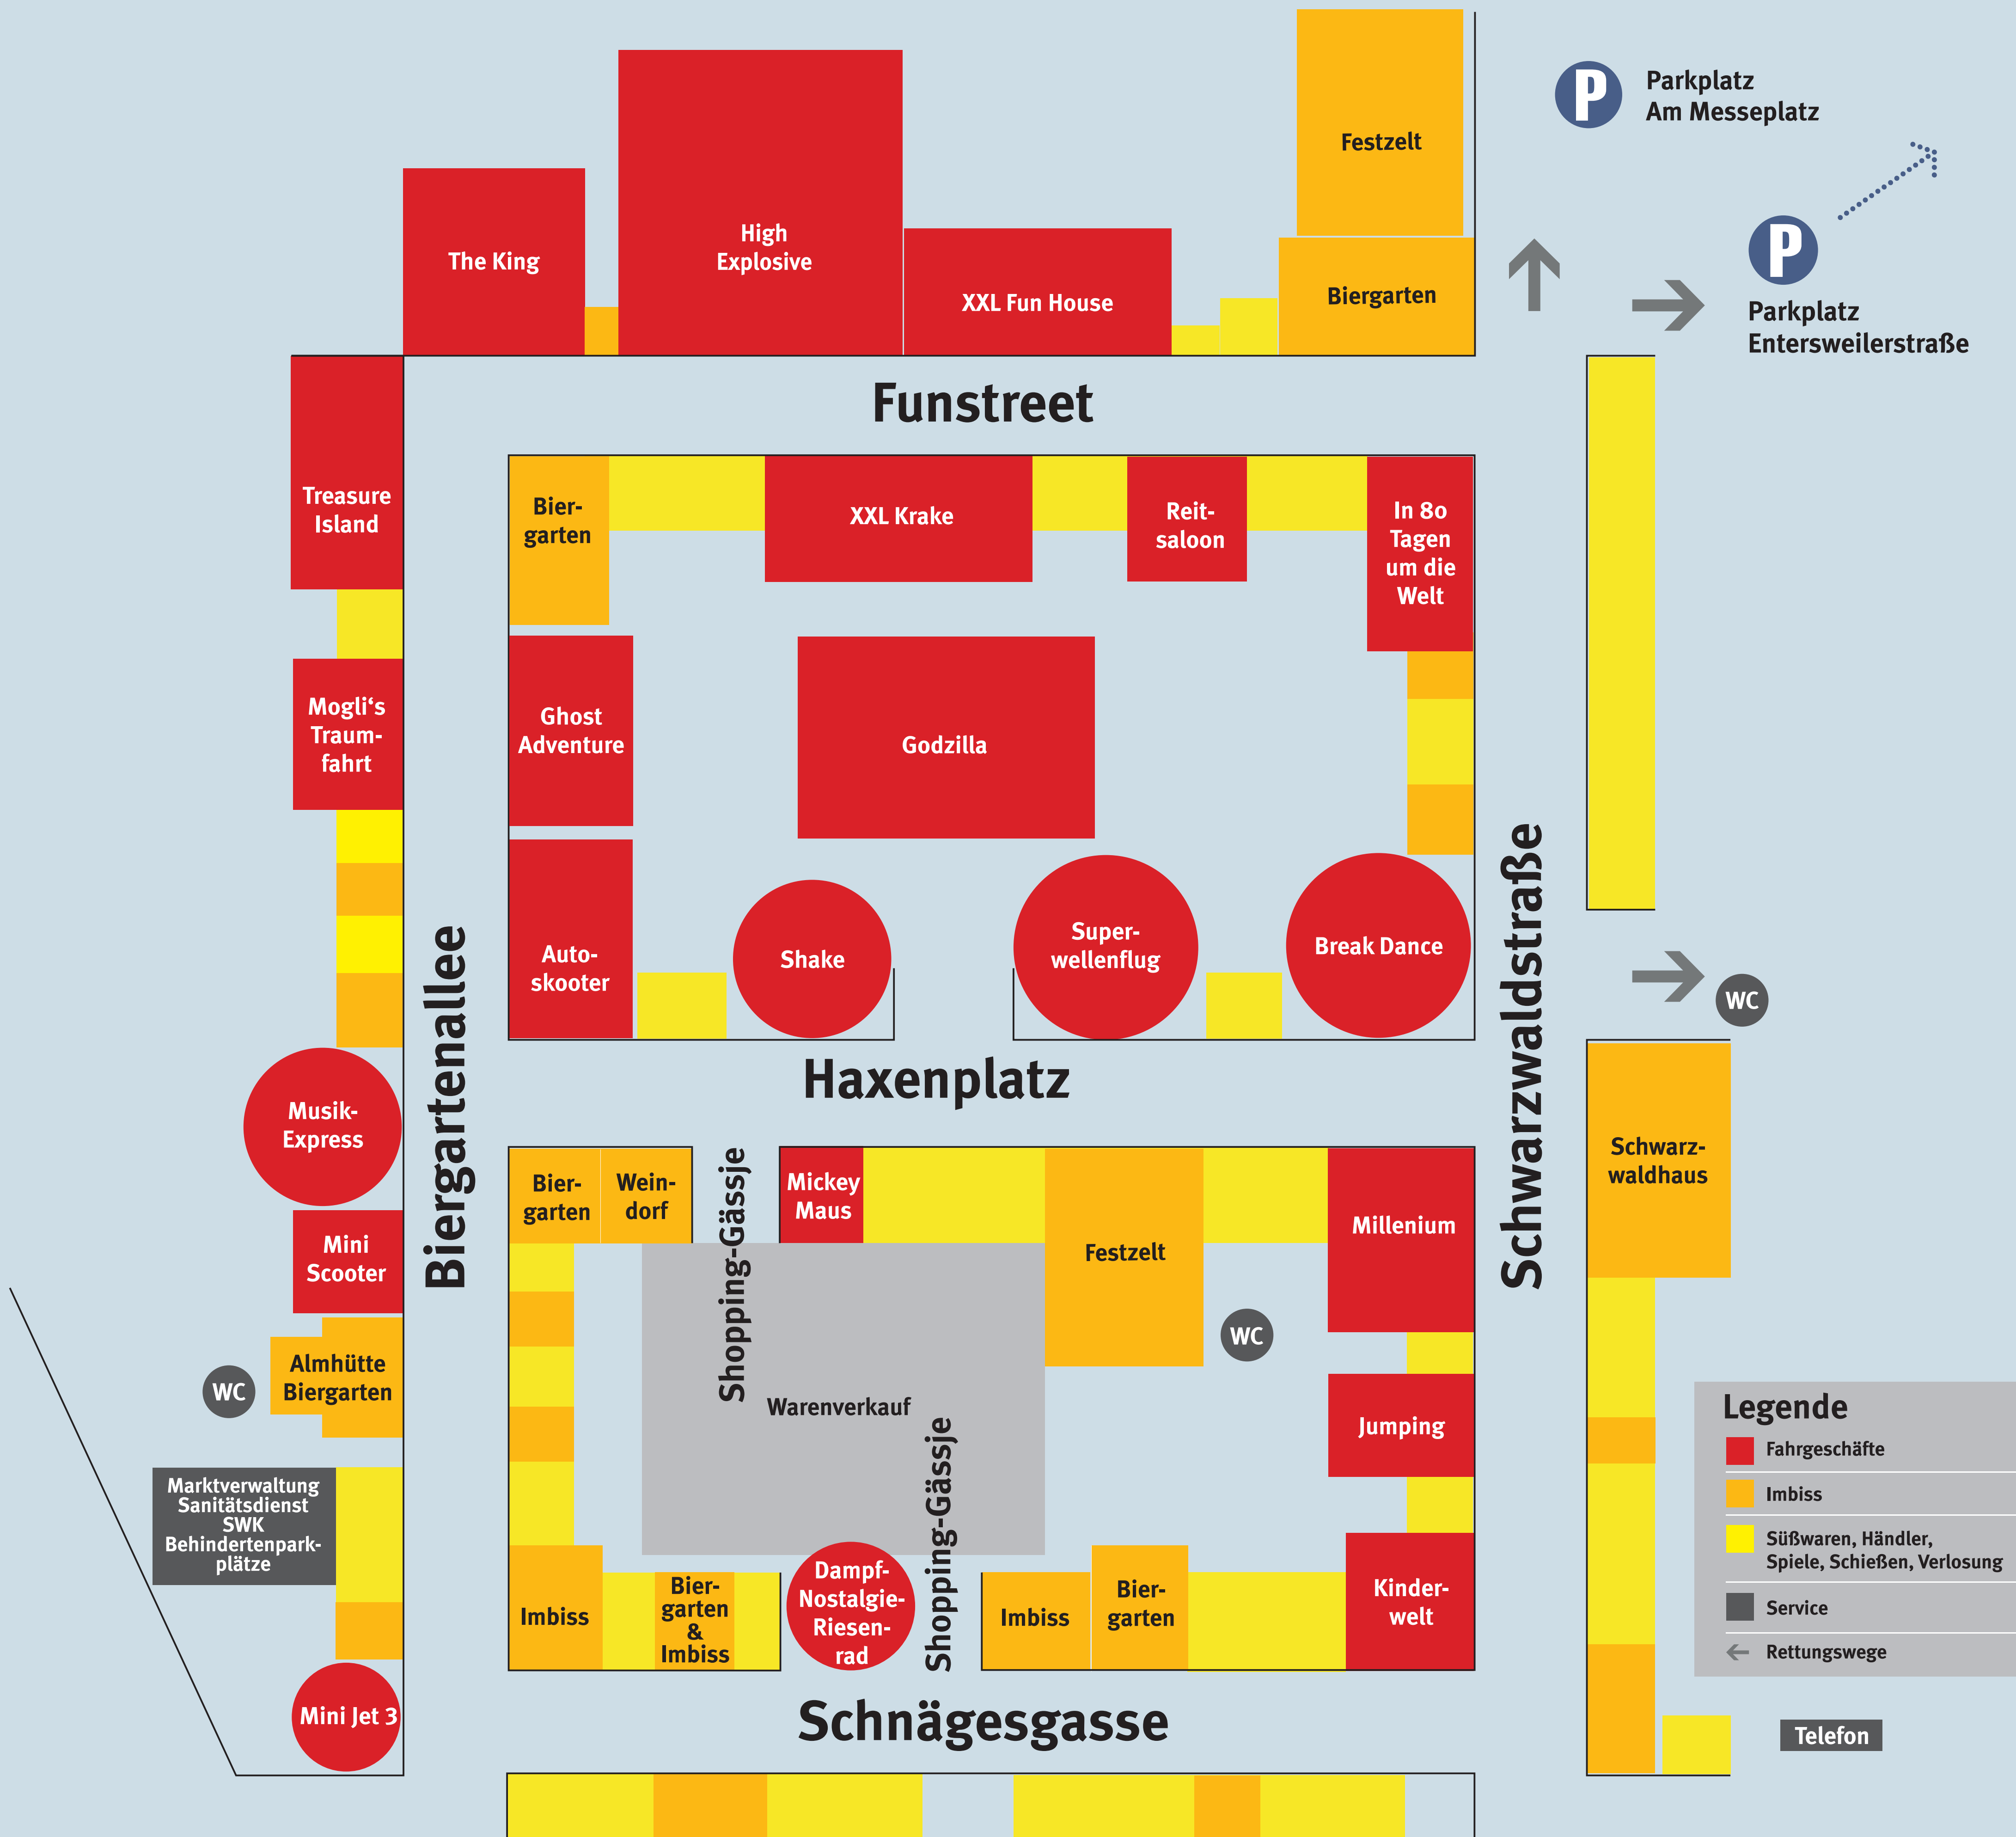 Festzelt
P
Parkplatz
Am Messeplatz
The King
High
Explosive
XXL Fun House
Biergarten
P
Parkplatz
Entersweilerstraße
Funstreet
Treasure
Island
Bier-
garten
XXL Krake
Reit-
saloon
In 80
Tagen
um die
Welt
Mogli‘s
Traum-
fahrt
Ghost
Adventure
Godzilla
Auto-
skooter
Shake
Super-
wellenflug
Break Dance
WC
Biergartenallee
Schwarzwaldstraße
Haxenplatz
Musik-
Express
Mini
Scooter
Almhütte
Biergarten
WC
Marktverwaltung
Sanitätsdienst
SWK
Behindertenpark-
plätze
Mini Jet 3
Bier-
garten
Wein-
dorf
Shopping-Gässje
Mickey
Maus
Festzelt
Millenium
WC
Warenverkauf
Jumping
Shopping-Gässje
Imbiss
Bier-
garten
&
Imbiss
Dampf-
Nostalgie-
Riesen-
rad
Imbiss
Bier-
garten
Kinder-
welt
Schnägesgasse
Schwarz-
waldhaus
Legende
Fahrgeschäfte
Imbiss
Süßwaren, Händler,
Spiele, Schießen, Verlosung
Service
Rettungswege
Telefon